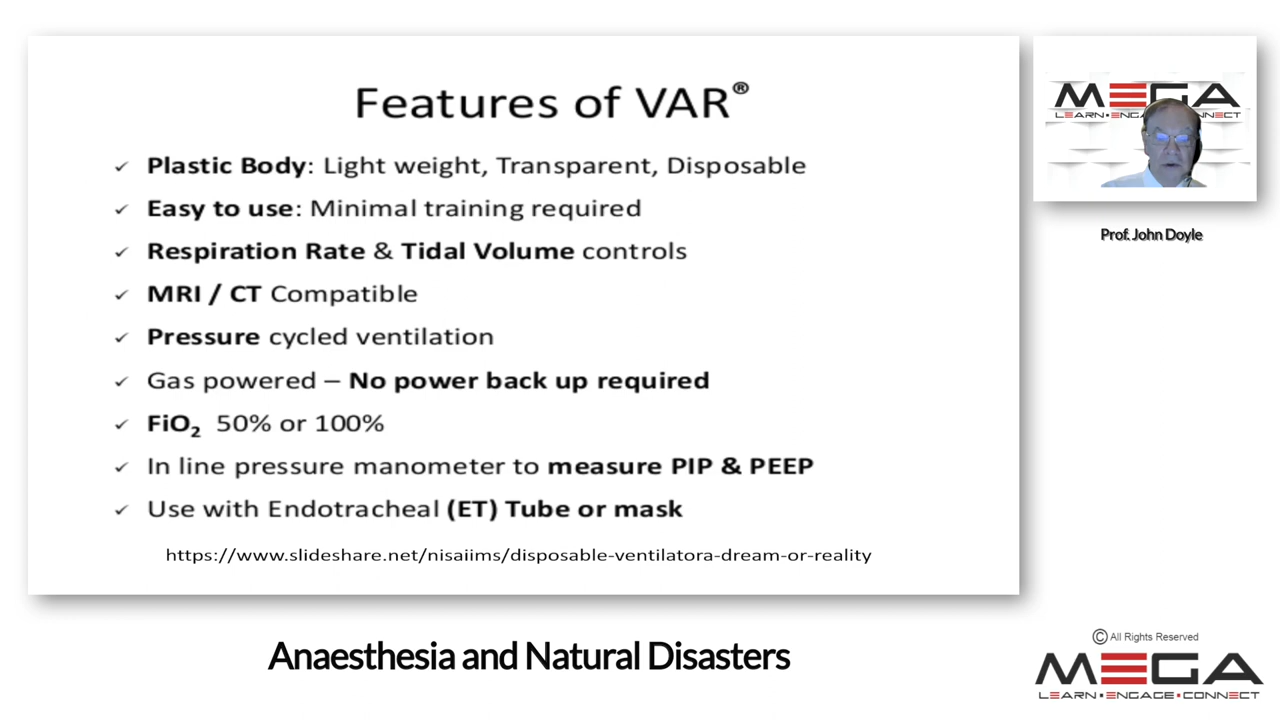 Features of VAR®
✓ Plastic Body: Light weight, Transparent, Disposable
✓ Easy to use: Minimal training required
✓ Respiration Rate & Tidal Volume controls
✓ MRI / CT Compatible
✓ Pressure cycled ventilation
✓ Gas powered – No power back up required
✓ FiO₂ 50% or 100%
✓ In line pressure manometer to measure PIP & PEEP
✓ Use with Endotracheal (ET) Tube or mask
https://www.slideshare.net/nisaiims/disposable-ventilatora-dream-or-reality
Anaesthesia and Natural Disasters
MEGA
Prof. John Doyle
© All Rights Reserved
MEGA
LEARN•ENGAGE•CONNECT